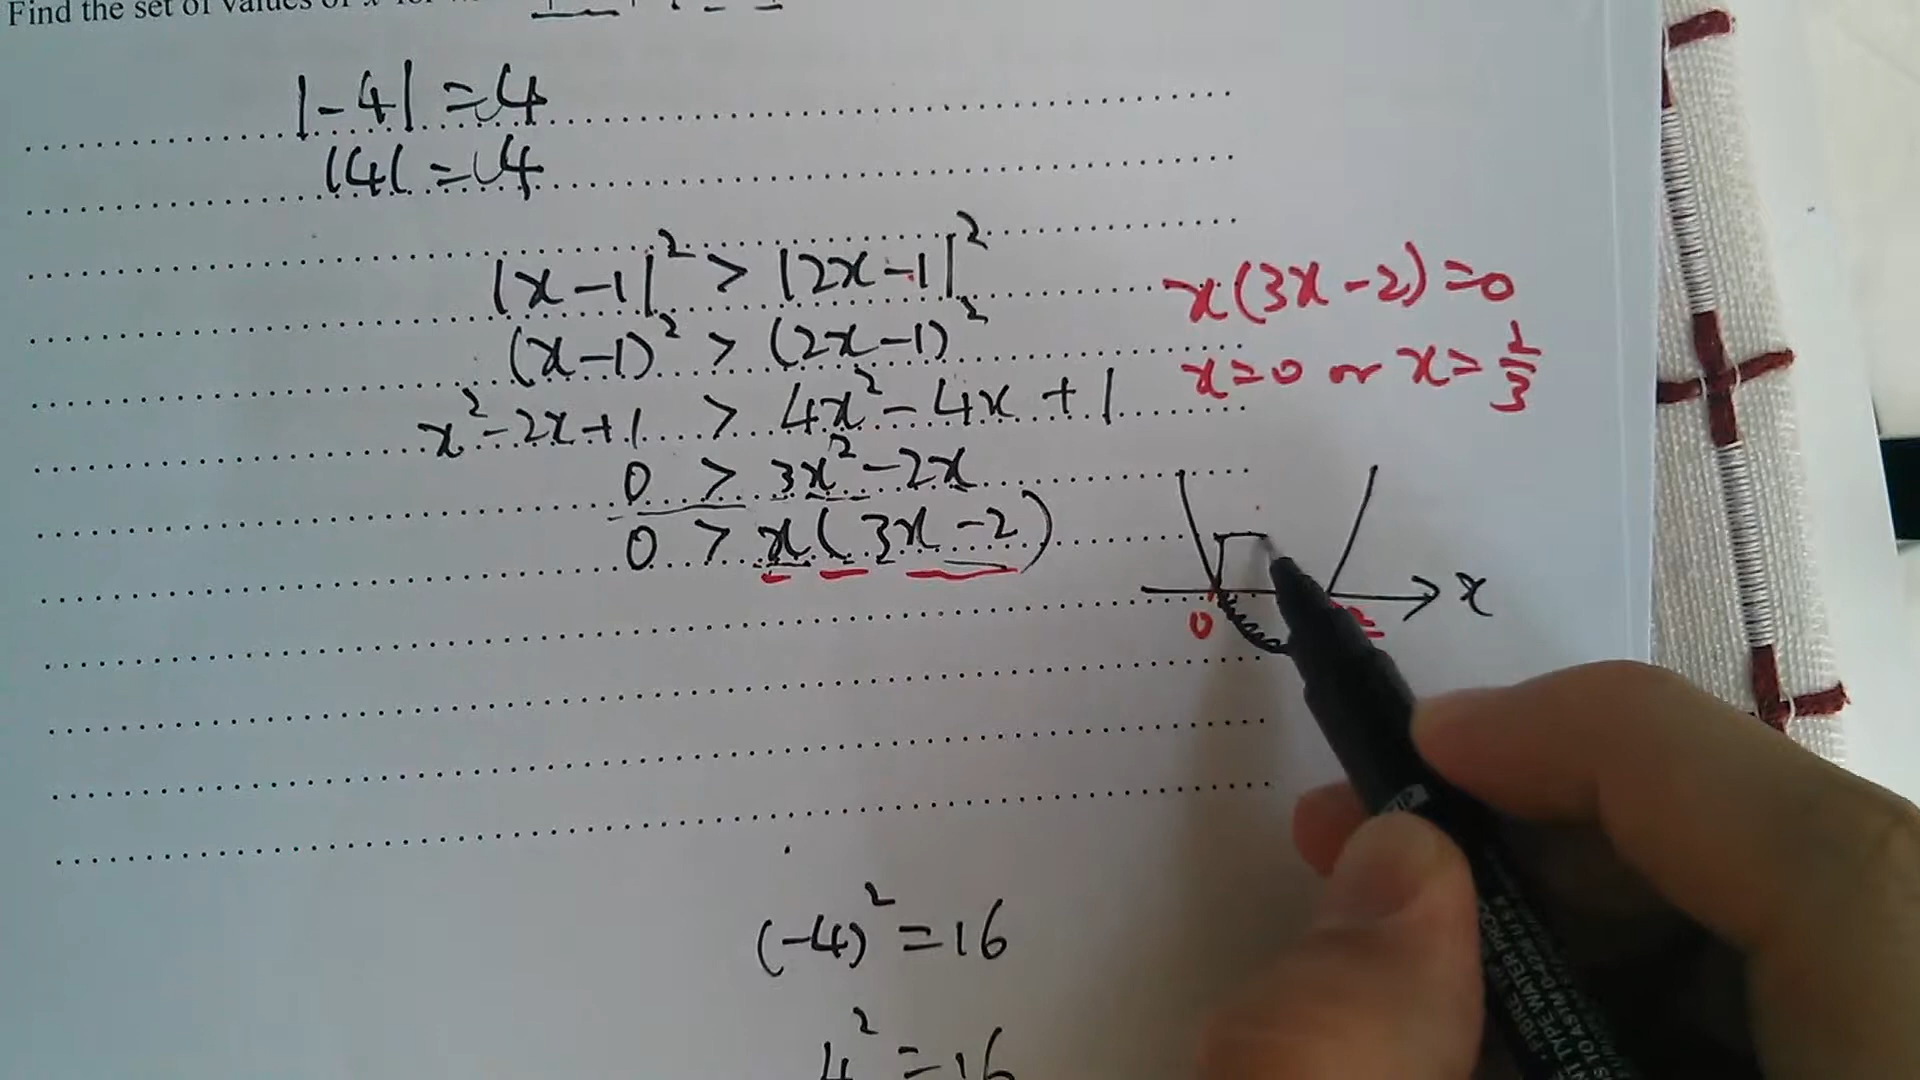 Find the set of values of x
|-4| = 4
|4| = 4
|x-1|² > |2x-1|²
(x-1)² > (2x-1)²
x²-2x+1 > 4x²-4x+1
0 > 3x²-2x
0 > x(3x-2)
x(3x-2)=0
x=0 or x=2/3
x
0
(-4)² = 16
4² = 16